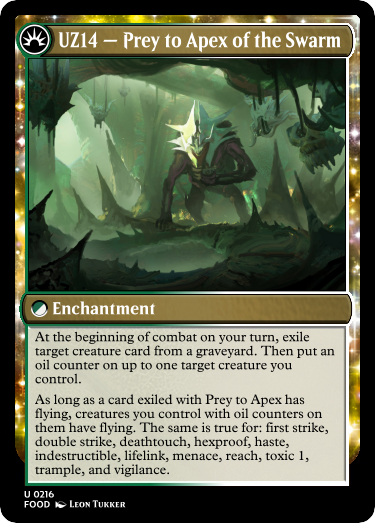 UZ14 — Prey to Apex of the Swarm
Enchantment
At the beginning of combat on your turn, exile
target creature card from a graveyard. Then put an
oil counter on up to one target creature you
control.
As long as a card exiled with Prey to Apex has
flying, creatures you control with oil counters on
them have flying. The same is true for: first strike,
double strike, deathtouch, hexproof, haste,
indestructible, lifelink, menace, reach, toxic 1,
trample, and vigilance.
U 0216
FOOD LEON TUKKER